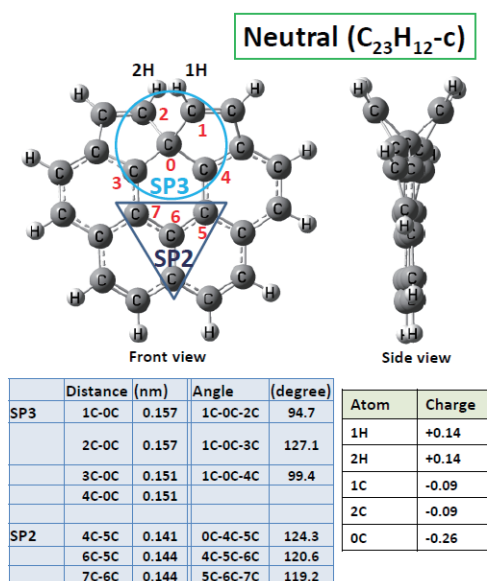 Neutral (C23H12-c)
2H 1H
H H H H
C C 2 C C
1
C
C 0 C
H H
C 3 C SP3 C 4 C
C C 7 6 C C
H 5 H
C C C
SP2
C C C
H C C H
H H
H H
C C
H H
C
C
C
H
C
H H
Front view
Side view
Distance (nm) Angle (degree)
SP3 1C-0C 0.157 1C-0C-2C 94.7
2C-0C 0.157 1C-0C-3C 127.1
3C-0C 0.151 1C-0C-4C 99.4
4C-0C 0.151
SP2 4C-5C 0.141 0C-4C-5C 124.3
6C-5C 0.144 4C-5C-6C 120.6
7C-6C 0.144 5C-6C-7C 119.2
Atom Charge
1H +0.14
2H +0.14
1C -0.09
2C -0.09
0C -0.26